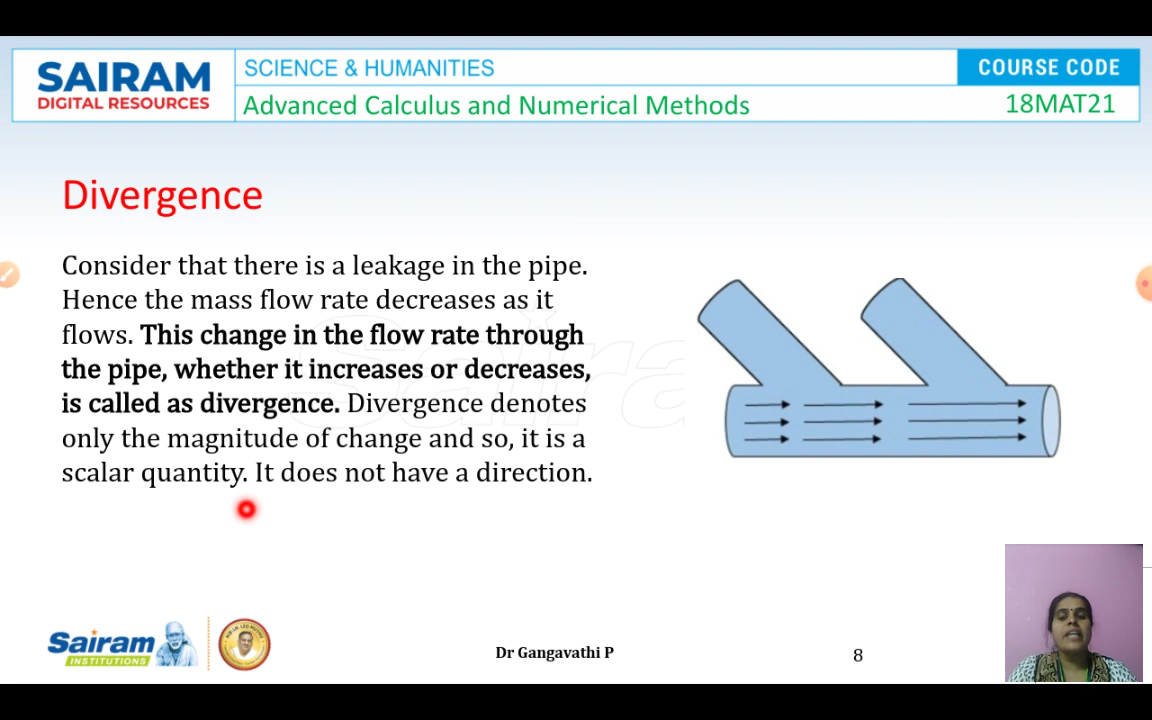 SAIRAM
DIGITAL RESOURCES
SCIENCE & HUMANITIES
COURSE CODE
Advanced Calculus and Numerical Methods
18MAT21
Divergence
Consider that there is a leakage in the pipe.
Hence the mass flow rate decreases as it
flows. This change in the flow rate through
the pipe, whether it increases or decreases,
is called as divergence. Divergence denotes
only the magnitude of change and so, it is a
scalar quantity. It does not have a direction.
Saira
Sairam
INSTITUTIONS
Dr Gangavathi P
8